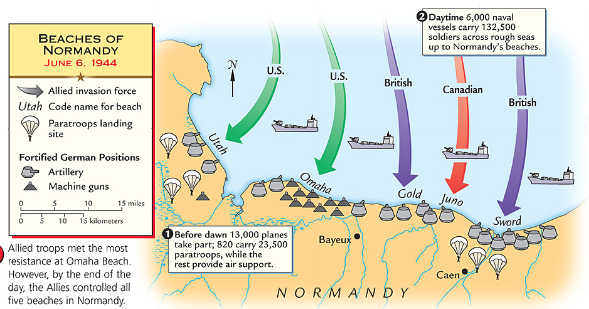 BEACHES OF
NORMANDY
JUNE 6, 1944
Allied invasion force
Utah Code name for beach
Paratroops landing
site
Fortified German Positions
Artillery
Machine guns
0 5 10 15 miles
0 5 10 15 kilometers
Allied troops met the most
resistance at Omaha Beach.
However, by the end of the
day, the Allies controlled all
five beaches in Normandy.
2 Daytime 6,000 naval
vessels carry 132,500
soldiers across rough seas
up to Normandy's beaches.
N
U.S.
U.S.
British
Canadian
British
Utah
Omaha
Gold
Juno
Sword
1 Before dawn 13,000 planes
take part; 820 carry 23,500
paratroops, while the
rest provide air support.
Bayeux
Caen
NORMANDY